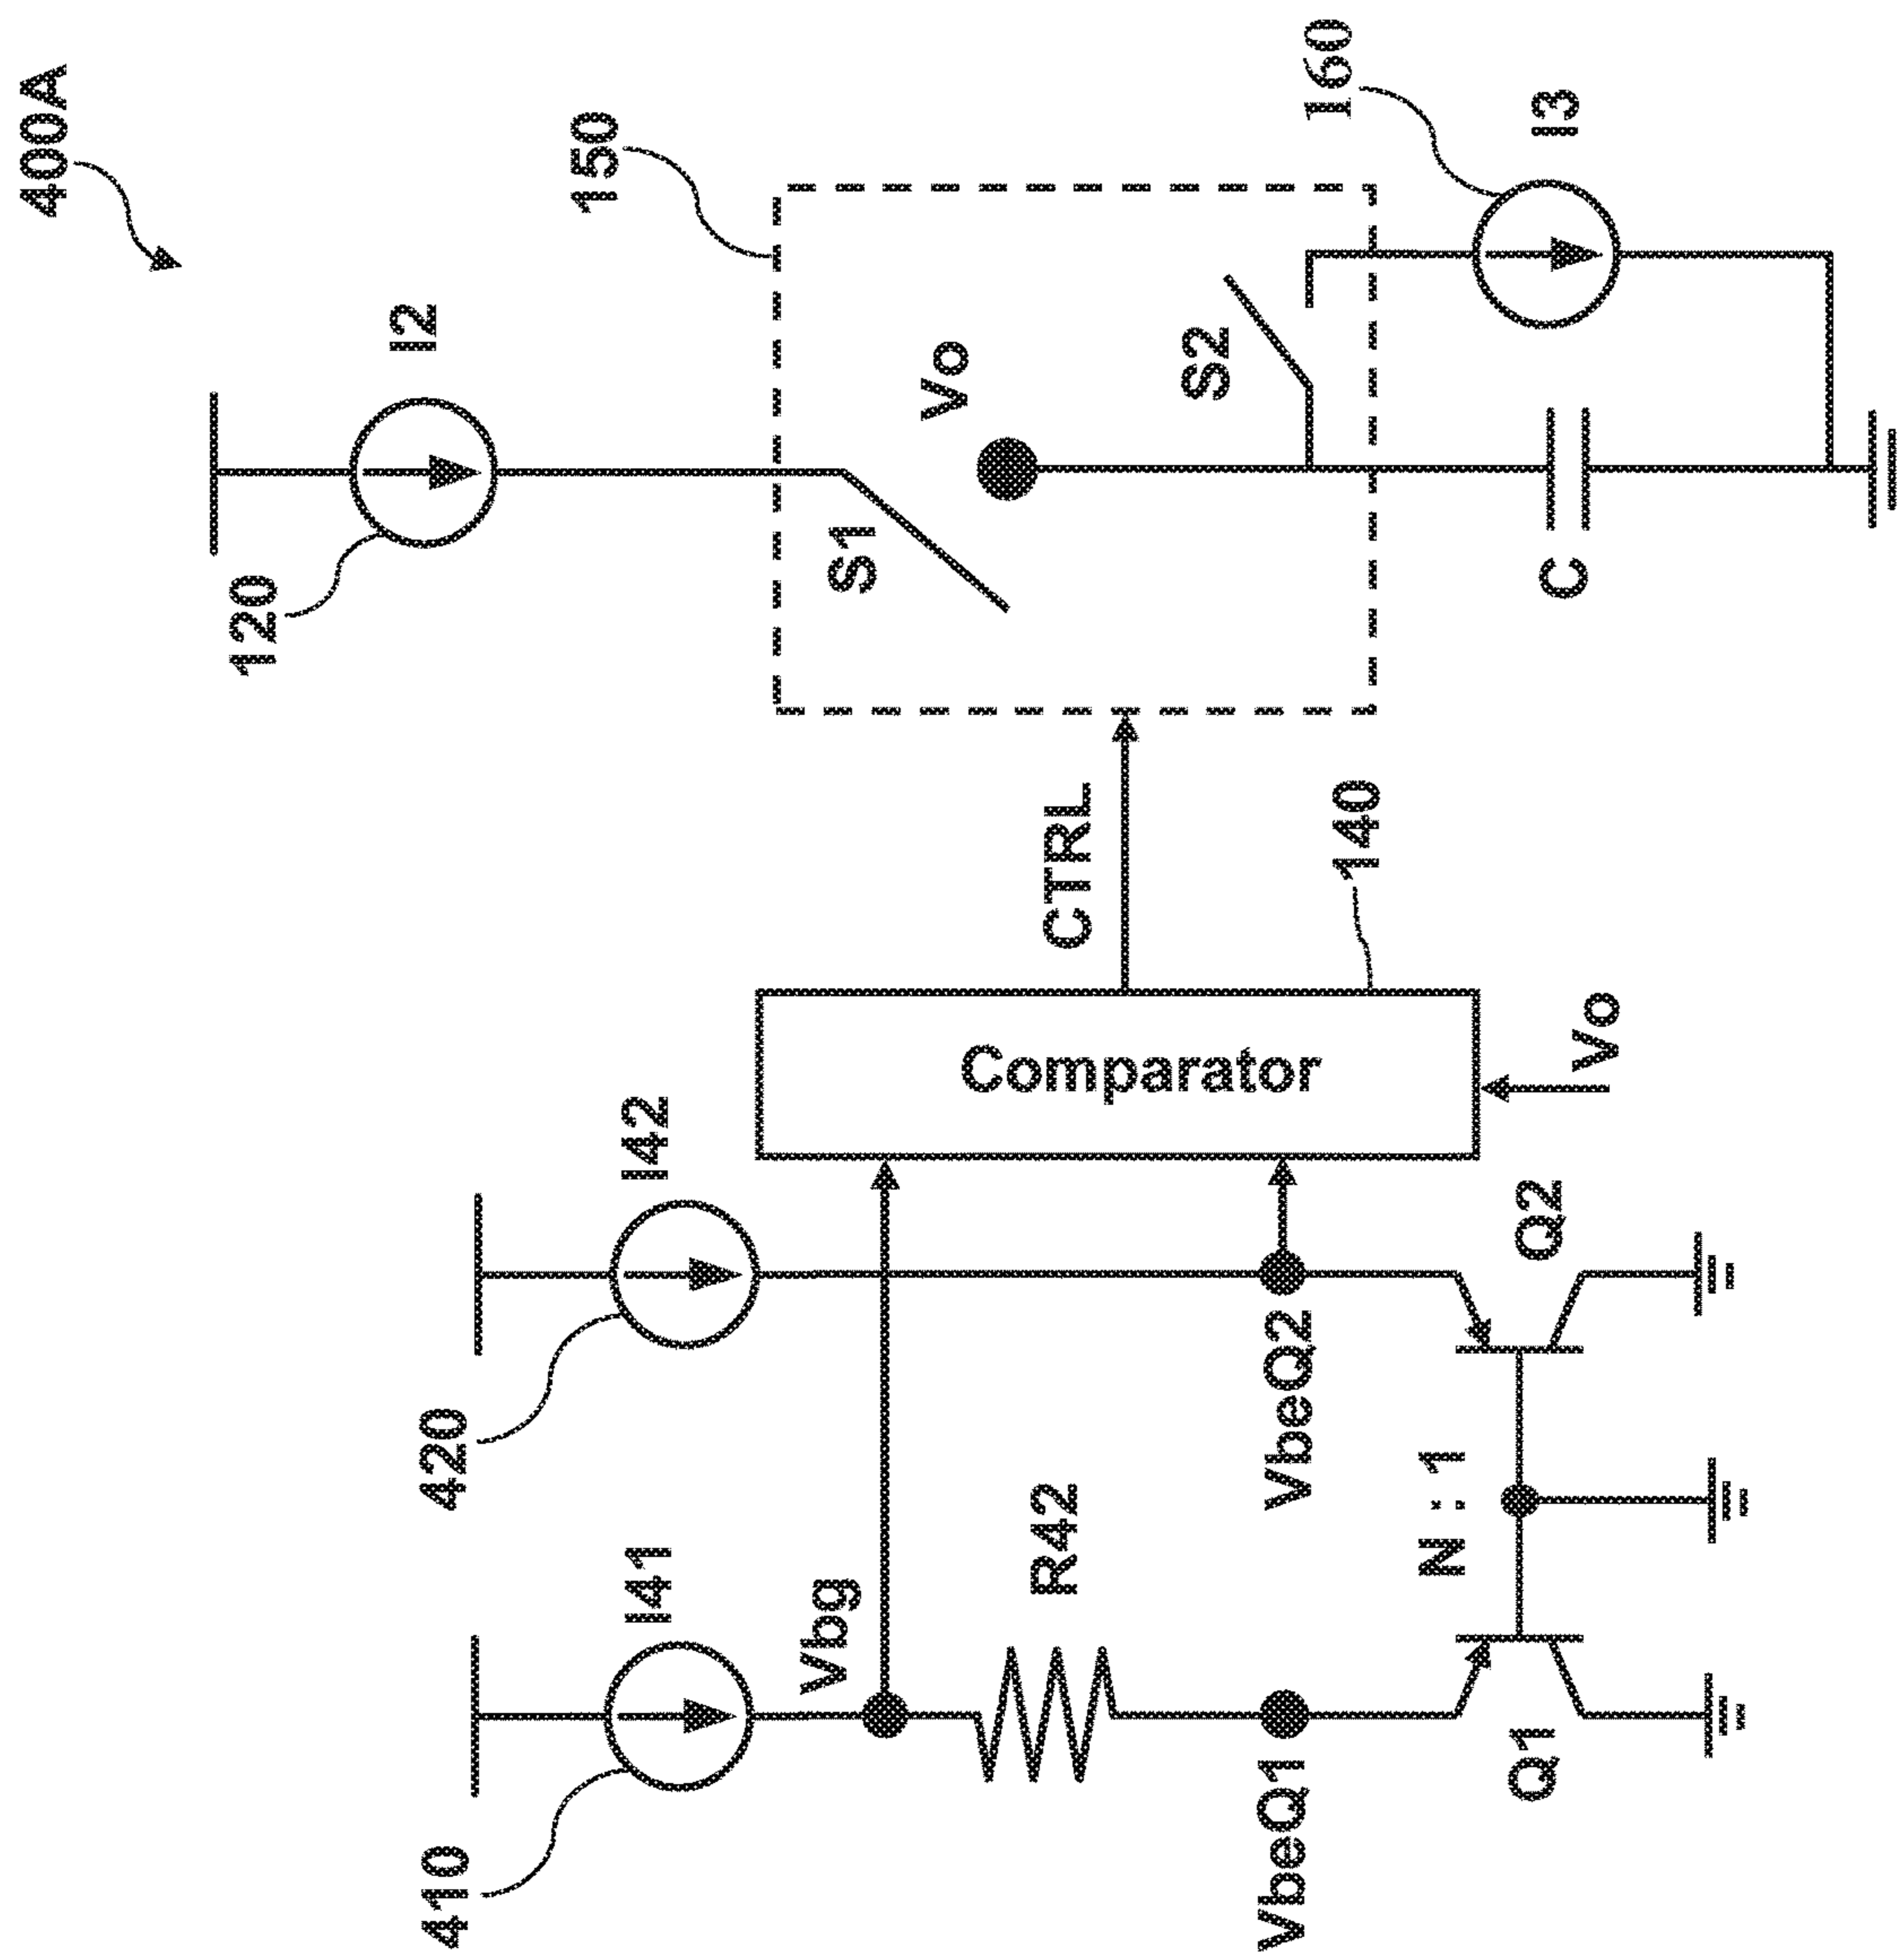 400A
120
I2
150
S1
Vo
S2
160
I3
C
CTRL
140
Comparator
Vo
420
I42
410
I41
Vbg
R42
VbeQ2
VbeQ1
N : 1
Q2
Q1